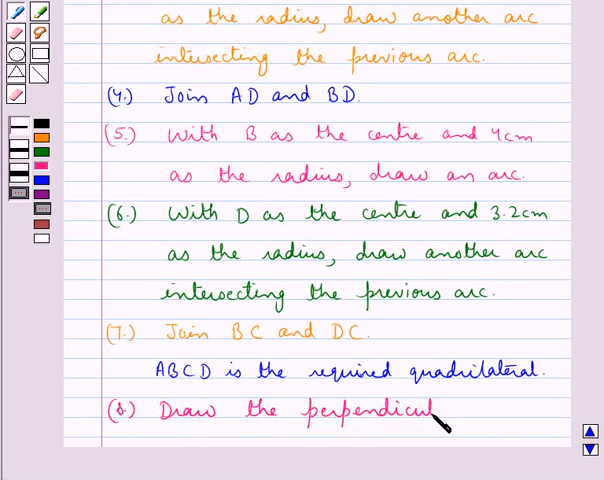 as the radius, draw another arc
intersecting the previous arc.
(4.) Join AD and BD.
(5.) With B as the centre and 4cm
as the radius, draw an arc.
(6.) With D as the centre and 3.2cm
as the radius, draw another arc
intersecting the previous arc.
(7.) Join BC and DC.
ABCD is the required quadrilateral.
(8.) Draw the perpendicul